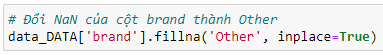 # Đổi NaN của cột brand thành Other
data_DATA['brand'].fillna('Other', inplace=True)